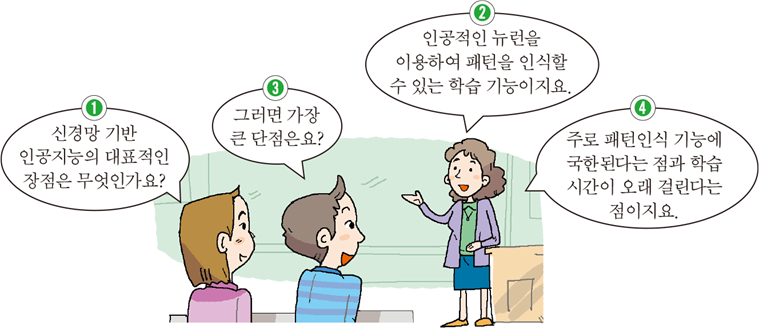 1
신경망 기반
인공지능의 대표적인
장점은 무엇인가요?
2
인공적인 뉴런을
이용하여 패턴을 인식할
수 있는 학습 기능이지요.
3
그러면 가장
큰 단점은요?
4
주로 패턴인식 기능에
국한된다는 점과 학습
시간이 오래 걸린다는
점이지요.